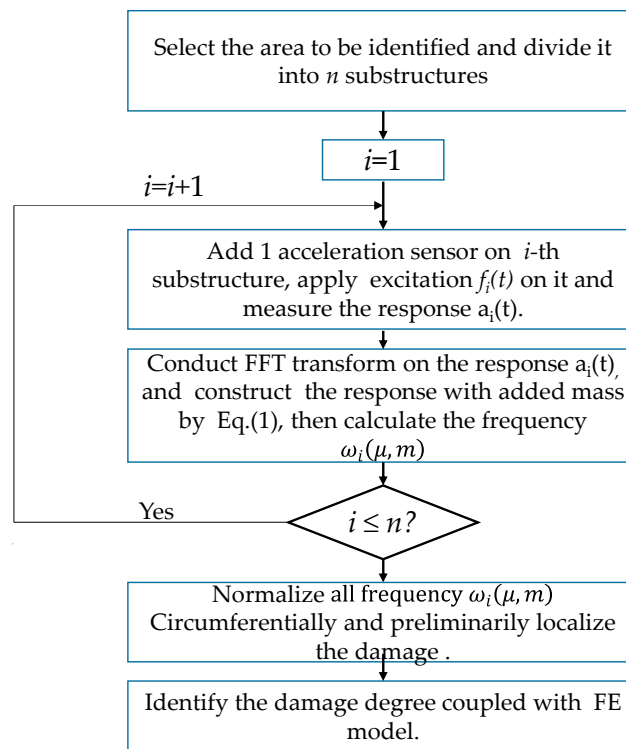 Select the area to be identified and divide it
into n substructures
i=1
i=i+1
Add 1 acceleration sensor on i-th
substructure, apply excitation fᵢ(t) on it and
measure the response aᵢ(t).
Conduct FFT transform on the response aᵢ(t),
and construct the response with added mass
by Eq.(1), then calculate the frequency
ωᵢ(μ, m)
Yes
i ≤ n?
Normalize all frequency ωᵢ(μ, m)
Circumferentially and preliminarily localize
the damage .
Identify the damage degree coupled with FE
model.